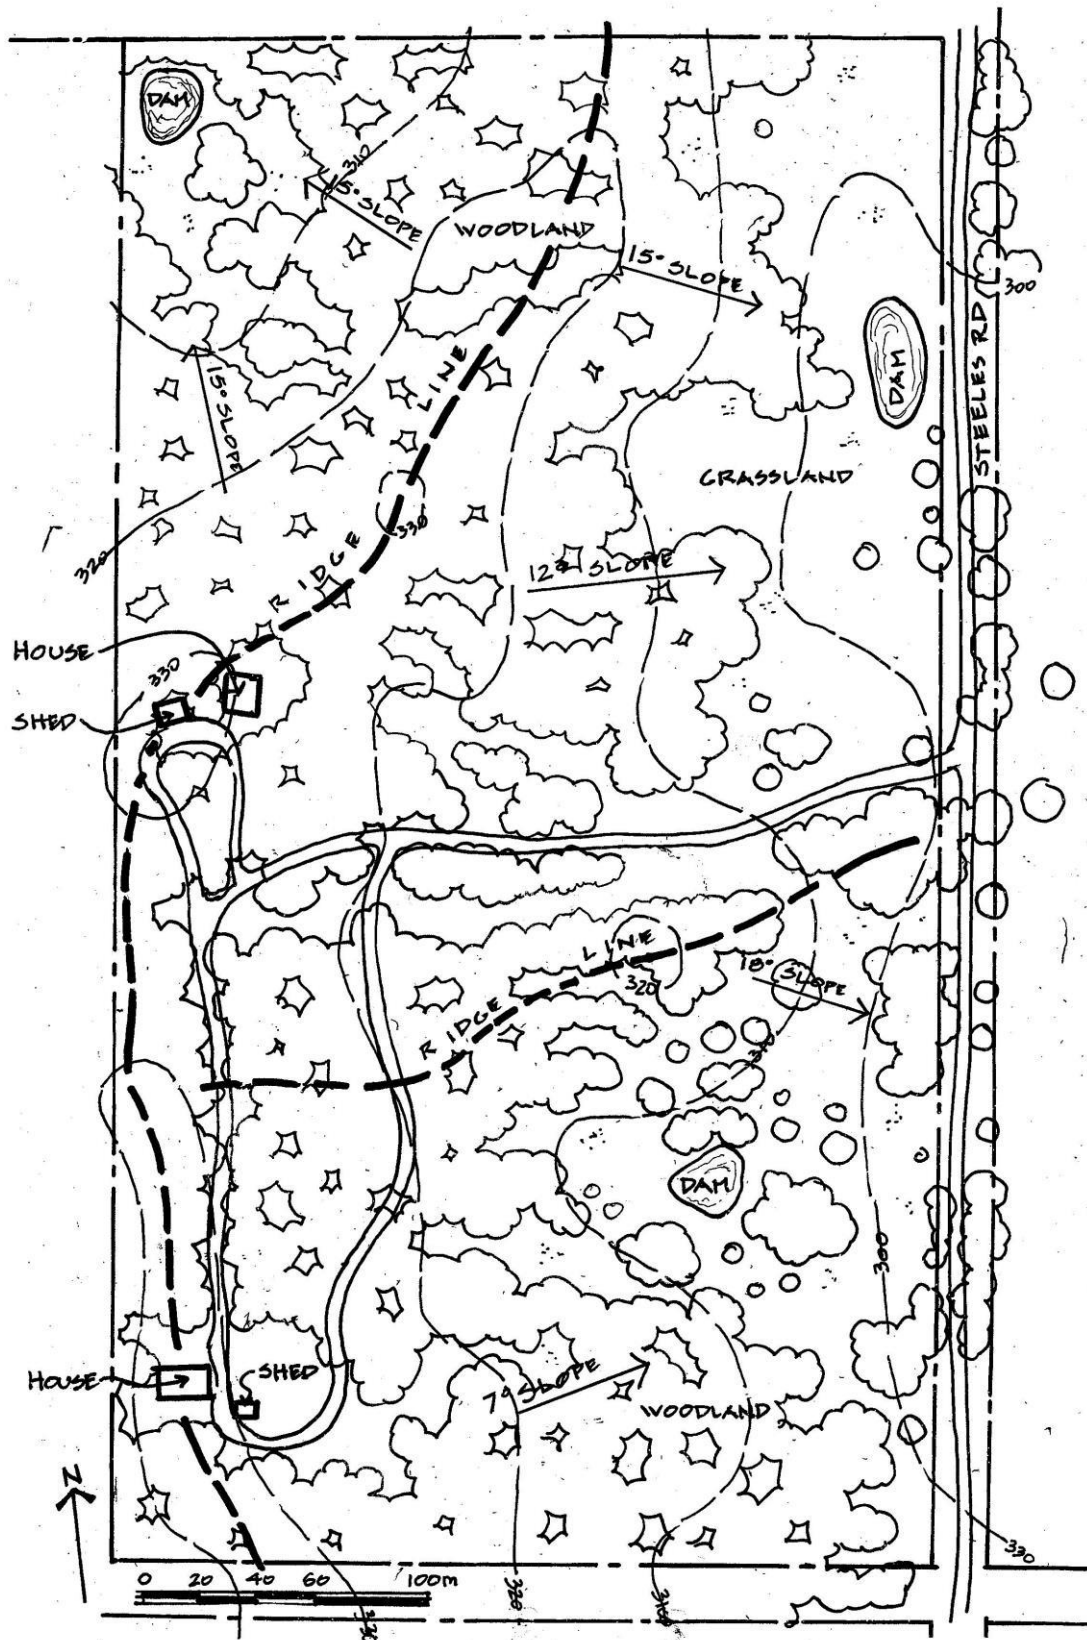 DAM
310
15° SLOPE
WOODLAND
15° SLOPE
300
STEELES RD
DAM
LINE
15° SLOPE
GRASSLAND
330
RIDGE
320
12° SLOPE
HOUSE
330
SHED
LINE
320
18° SLOPE
RIDGE
310
DAM
300
SHED
HOUSE
7° SLOPE
WOODLAND
N
330
0 20 40 60 100m
320
310
330